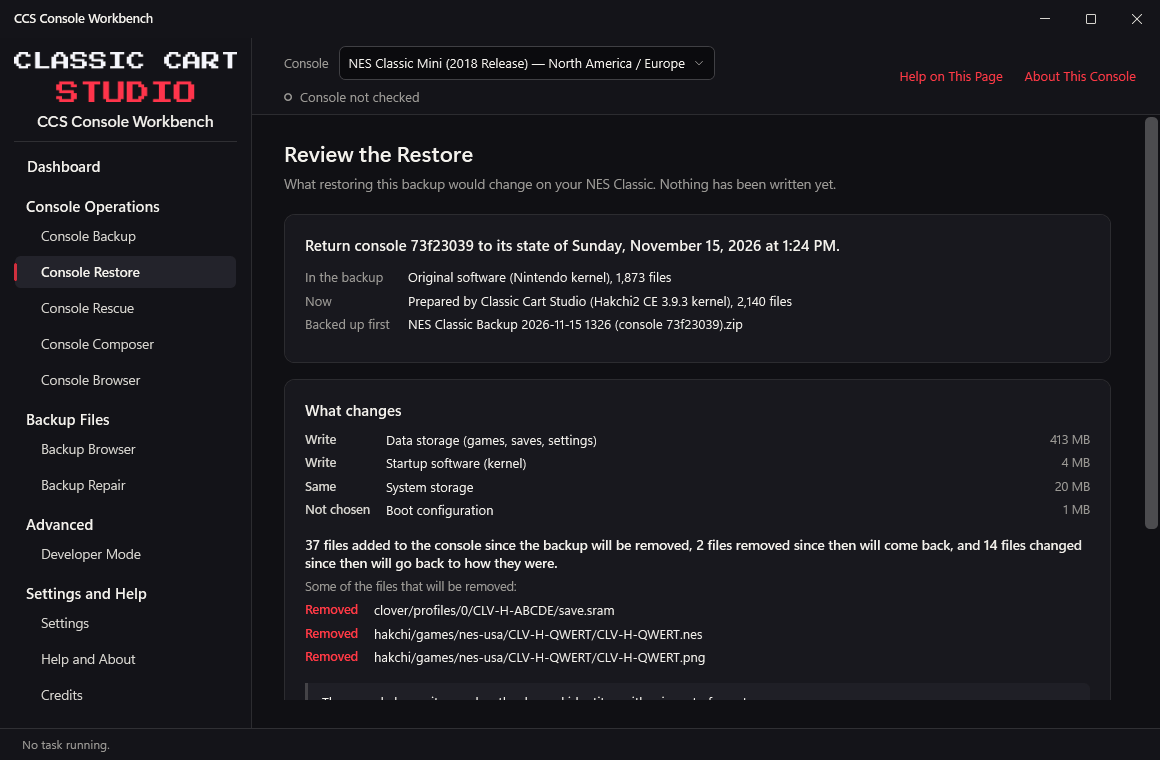 CCS Console Workbench
CLASSIC CART
STUDIO
CCS Console Workbench
Dashboard
Console Operations
Console Backup
Console Restore
Console Rescue
Console Composer
Console Browser
Backup Files
Backup Browser
Backup Repair
Advanced
Developer Mode
Settings and Help
Settings
Help and About
Credits
Console NES Classic Mini (2018 Release) — North America / Europe
Console not checked
Help on This Page About This Console
Review the Restore
What restoring this backup would change on your NES Classic. Nothing has been written yet.
Return console 73f23039 to its state of Sunday, November 15, 2026 at 1:24 PM.
In the backup Original software (Nintendo kernel), 1,873 files
Now Prepared by Classic Cart Studio (Hakchi2 CE 3.9.3 kernel), 2,140 files
Backed up first NES Classic Backup 2026-11-15 1326 (console 73f23039).zip
What changes
Write Data storage (games, saves, settings) 413 MB
Write Startup software (kernel) 4 MB
Same System storage 20 MB
Not chosen Boot configuration 1 MB
37 files added to the console since the backup will be removed, 2 files removed since then will come back, and 14 files changed
since then will go back to how they were.
Some of the files that will be removed:
Removed clover/profiles/0/CLV-H-ABCDE/save.sram
Removed hakchi/games/nes-usa/CLV-H-QWERT/CLV-H-QWERT.nes
Removed hakchi/games/nes-usa/CLV-H-QWERT/CLV-H-QWERT.png
No task running.